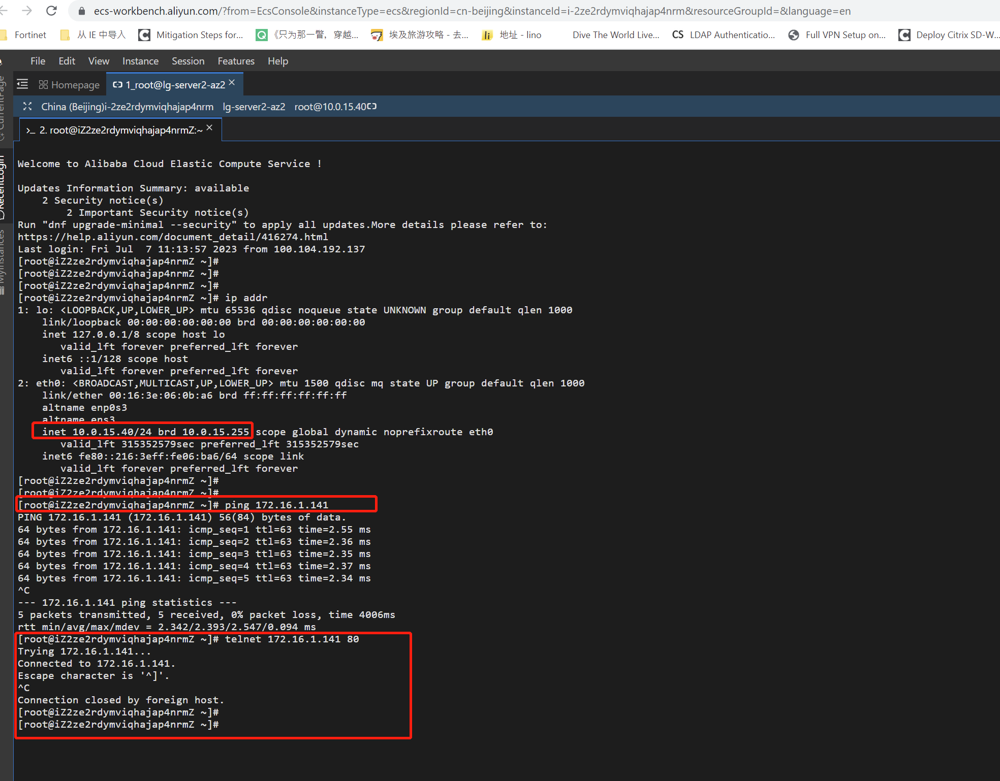 ecs-workbench.aliyun.com/?from=EcsConsole&instanceType=ecs&regionId=cn-beijing&instanceId=i-2ze2rdymviqhajap4nrm&resourceGroupId=&language=en
Fortinet 从 IE 中导入 Mitigation Steps for... 《只为那一瞥，穿越... 埃及旅游攻略 - 去... 地址 - lino Dive The World Live... CS LDAP Authenticatio... Full VPN Setup on... Deploy Citrix SD-W...
File Edit View Instance Session Features Help
Homepage 1_root@lg-server2-az2
China (Beijing)i-2ze2rdymviqhajap4nrm lg-server2-az2 root@10.0.15.40
>_ 2. root@iZ2ze2rdymviqhajap4nrmZ:~
CurrentPage
RecentLogin
MyInstances
Welcome to Alibaba Cloud Elastic Compute Service !
Updates Information Summary: available
2 Security notice(s)
2 Important Security notice(s)
Run "dnf upgrade-minimal --security" to apply all updates.More details please refer to:
https://help.aliyun.com/document_detail/416274.html
Last login: Fri Jul  7 11:13:57 2023 from 100.104.192.137
[root@iZ2ze2rdymviqhajap4nrmZ ~]#
[root@iZ2ze2rdymviqhajap4nrmZ ~]#
[root@iZ2ze2rdymviqhajap4nrmZ ~]#
[root@iZ2ze2rdymviqhajap4nrmZ ~]# ip addr
1: lo: <LOOPBACK,UP,LOWER_UP> mtu 65536 qdisc noqueue state UNKNOWN group default qlen 1000
link/loopback 00:00:00:00:00:00 brd 00:00:00:00:00:00
inet 127.0.0.1/8 scope host lo
valid_lft forever preferred_lft forever
inet6 ::1/128 scope host
valid_lft forever preferred_lft forever
2: eth0: <BROADCAST,MULTICAST,UP,LOWER_UP> mtu 1500 qdisc mq state UP group default qlen 1000
link/ether 00:16:3e:06:0b:a6 brd ff:ff:ff:ff:ff:ff
altname enp0s3
altname ens3
inet 10.0.15.40/24 brd 10.0.15.255 scope global dynamic noprefixroute eth0
valid_lft 315352579sec preferred_lft 315352579sec
inet6 fe80::216:3eff:fe06:ba6/64 scope link
valid_lft forever preferred_lft forever
[root@iZ2ze2rdymviqhajap4nrmZ ~]#
[root@iZ2ze2rdymviqhajap4nrmZ ~]#
[root@iZ2ze2rdymviqhajap4nrmZ ~]# ping 172.16.1.141
PING 172.16.1.141 (172.16.1.141) 56(84) bytes of data.
64 bytes from 172.16.1.141: icmp_seq=1 ttl=63 time=2.55 ms
64 bytes from 172.16.1.141: icmp_seq=2 ttl=63 time=2.36 ms
64 bytes from 172.16.1.141: icmp_seq=3 ttl=63 time=2.35 ms
64 bytes from 172.16.1.141: icmp_seq=4 ttl=63 time=2.37 ms
64 bytes from 172.16.1.141: icmp_seq=5 ttl=63 time=2.34 ms
^C
--- 172.16.1.141 ping statistics ---
5 packets transmitted, 5 received, 0% packet loss, time 4006ms
rtt min/avg/max/mdev = 2.342/2.393/2.547/0.094 ms
[root@iZ2ze2rdymviqhajap4nrmZ ~]# telnet 172.16.1.141 80
Trying 172.16.1.141...
Connected to 172.16.1.141.
Escape character is '^]'.
^C
Connection closed by foreign host.
[root@iZ2ze2rdymviqhajap4nrmZ ~]#
[root@iZ2ze2rdymviqhajap4nrmZ ~]#